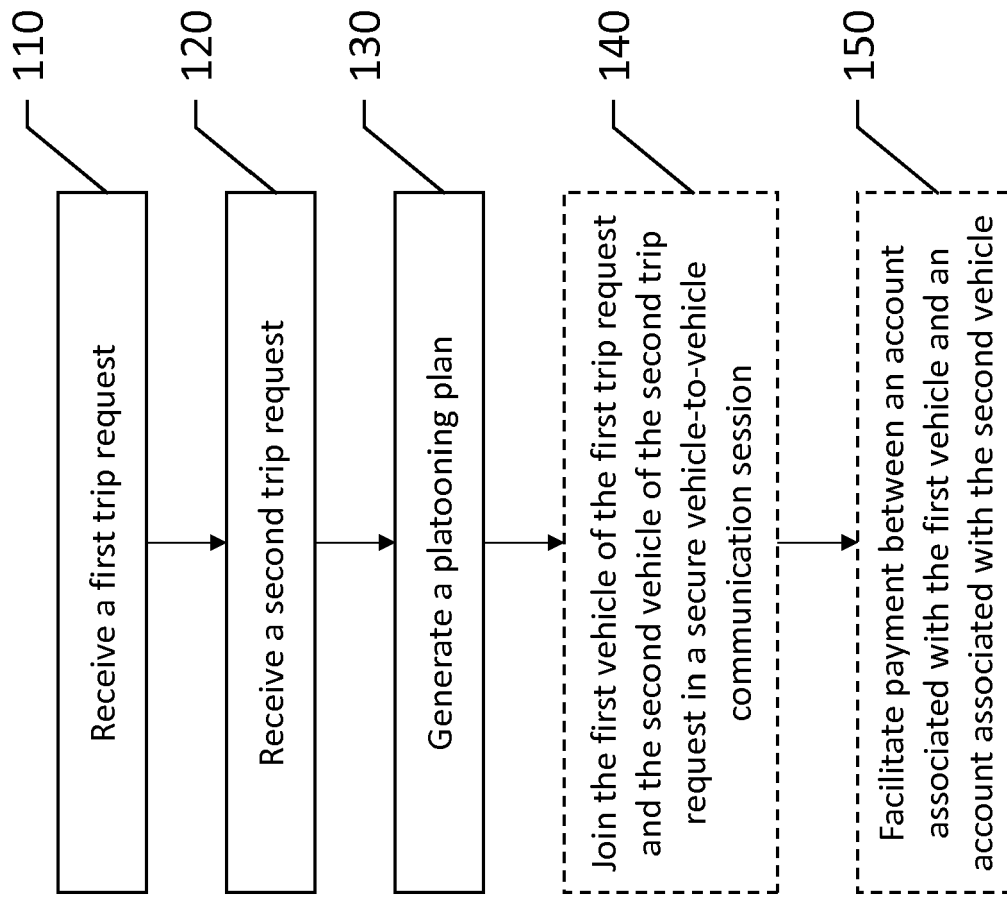 110
Receive a first trip request
120
Receive a second trip request
130
Generate a platooning plan
140
Join the first vehicle of the first trip request
and the second vehicle of the second trip
request in a secure vehicle-to-vehicle
communication session
150
Facilitate payment between an account
associated with the first vehicle and an
account associated with the second vehicle